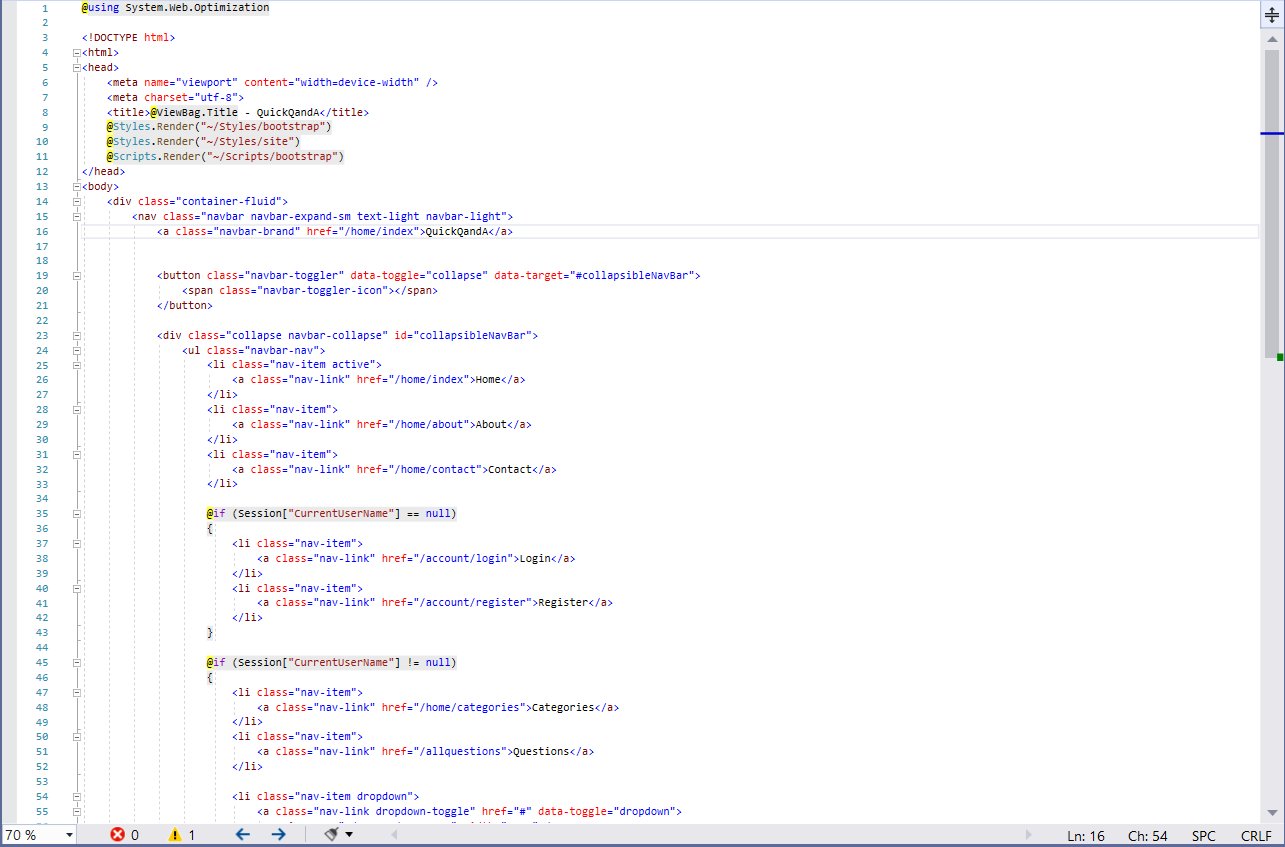 1 @using System.Web.Optimization
2
3 <!DOCTYPE html>
4 <html>
5 <head>
6 <meta name="viewport" content="width=device-width" />
7 <meta charset="utf-8">
8 <title>@ViewBag.Title - QuickQandA</title>
9 @Styles.Render("~/Styles/bootstrap")
10 @Styles.Render("~/Styles/site")
11 @Scripts.Render("~/Scripts/bootstrap")
12 </head>
13 <body>
14 <div class="container-fluid">
15 <nav class="navbar navbar-expand-sm text-light navbar-light">
16 <a class="navbar-brand" href="/home/index">QuickQandA</a>
17
18
19 <button class="navbar-toggler" data-toggle="collapse" data-target="#collapsibleNavBar">
20 <span class="navbar-toggler-icon"></span>
21 </button>
22
23 <div class="collapse navbar-collapse" id="collapsibleNavBar">
24 <ul class="navbar-nav">
25 <li class="nav-item active">
26 <a class="nav-link" href="/home/index">Home</a>
27 </li>
28 <li class="nav-item">
29 <a class="nav-link" href="/home/about">About</a>
30 </li>
31 <li class="nav-item">
32 <a class="nav-link" href="/home/contact">Contact</a>
33 </li>
34
35 @if (Session["CurrentUserName"] == null)
36 {
37 <li class="nav-item">
38 <a class="nav-link" href="/account/login">Login</a>
39 </li>
40 <li class="nav-item">
41 <a class="nav-link" href="/account/register">Register</a>
42 </li>
43 }
44
45 @if (Session["CurrentUserName"] != null)
46 {
47 <li class="nav-item">
48 <a class="nav-link" href="/home/categories">Categories</a>
49 </li>
50 <li class="nav-item">
51 <a class="nav-link" href="/allquestions">Questions</a>
52 </li>
53
54 <li class="nav-item dropdown">
55 <a class="nav-link dropdown-toggle" href="#" data-toggle="dropdown">
70 % 0 1 Ln: 16 Ch: 54 SPC CRLF